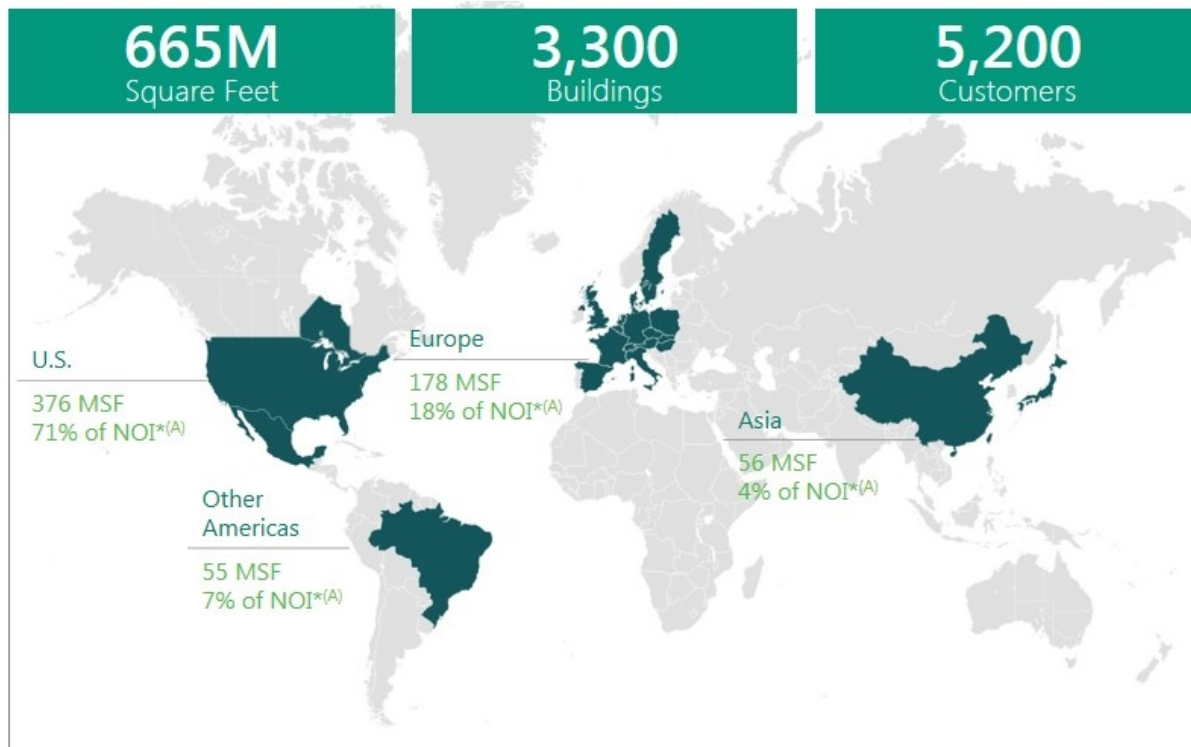 665M
Square Feet
3,300
Buildings
5,200
Customers
U.S.
376 MSF
71% of NOI*(A)
Europe
178 MSF
18% of NOI*(A)
Asia
56 MSF
4% of NOI*(A)
Other
Americas
55 MSF
7% of NOI*(A)